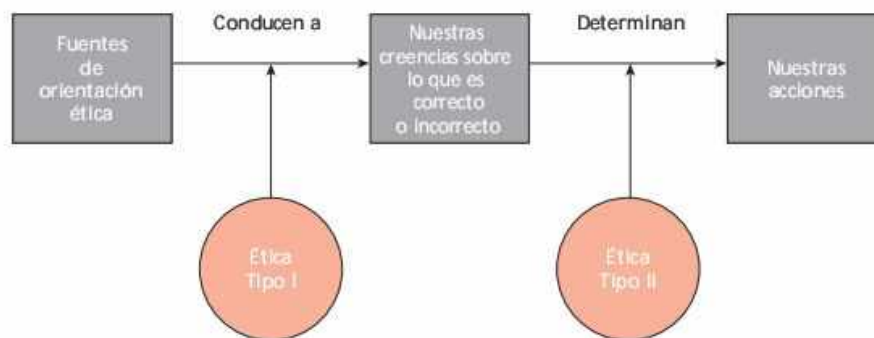 Conducen a
Determinan
Fuentes
de
orientación
ética
Nuestras
creencias sobre
lo que es
correcto
o incorrecto
Nuestras
acciones
Ética
Tipo I
Ética
Tipo II